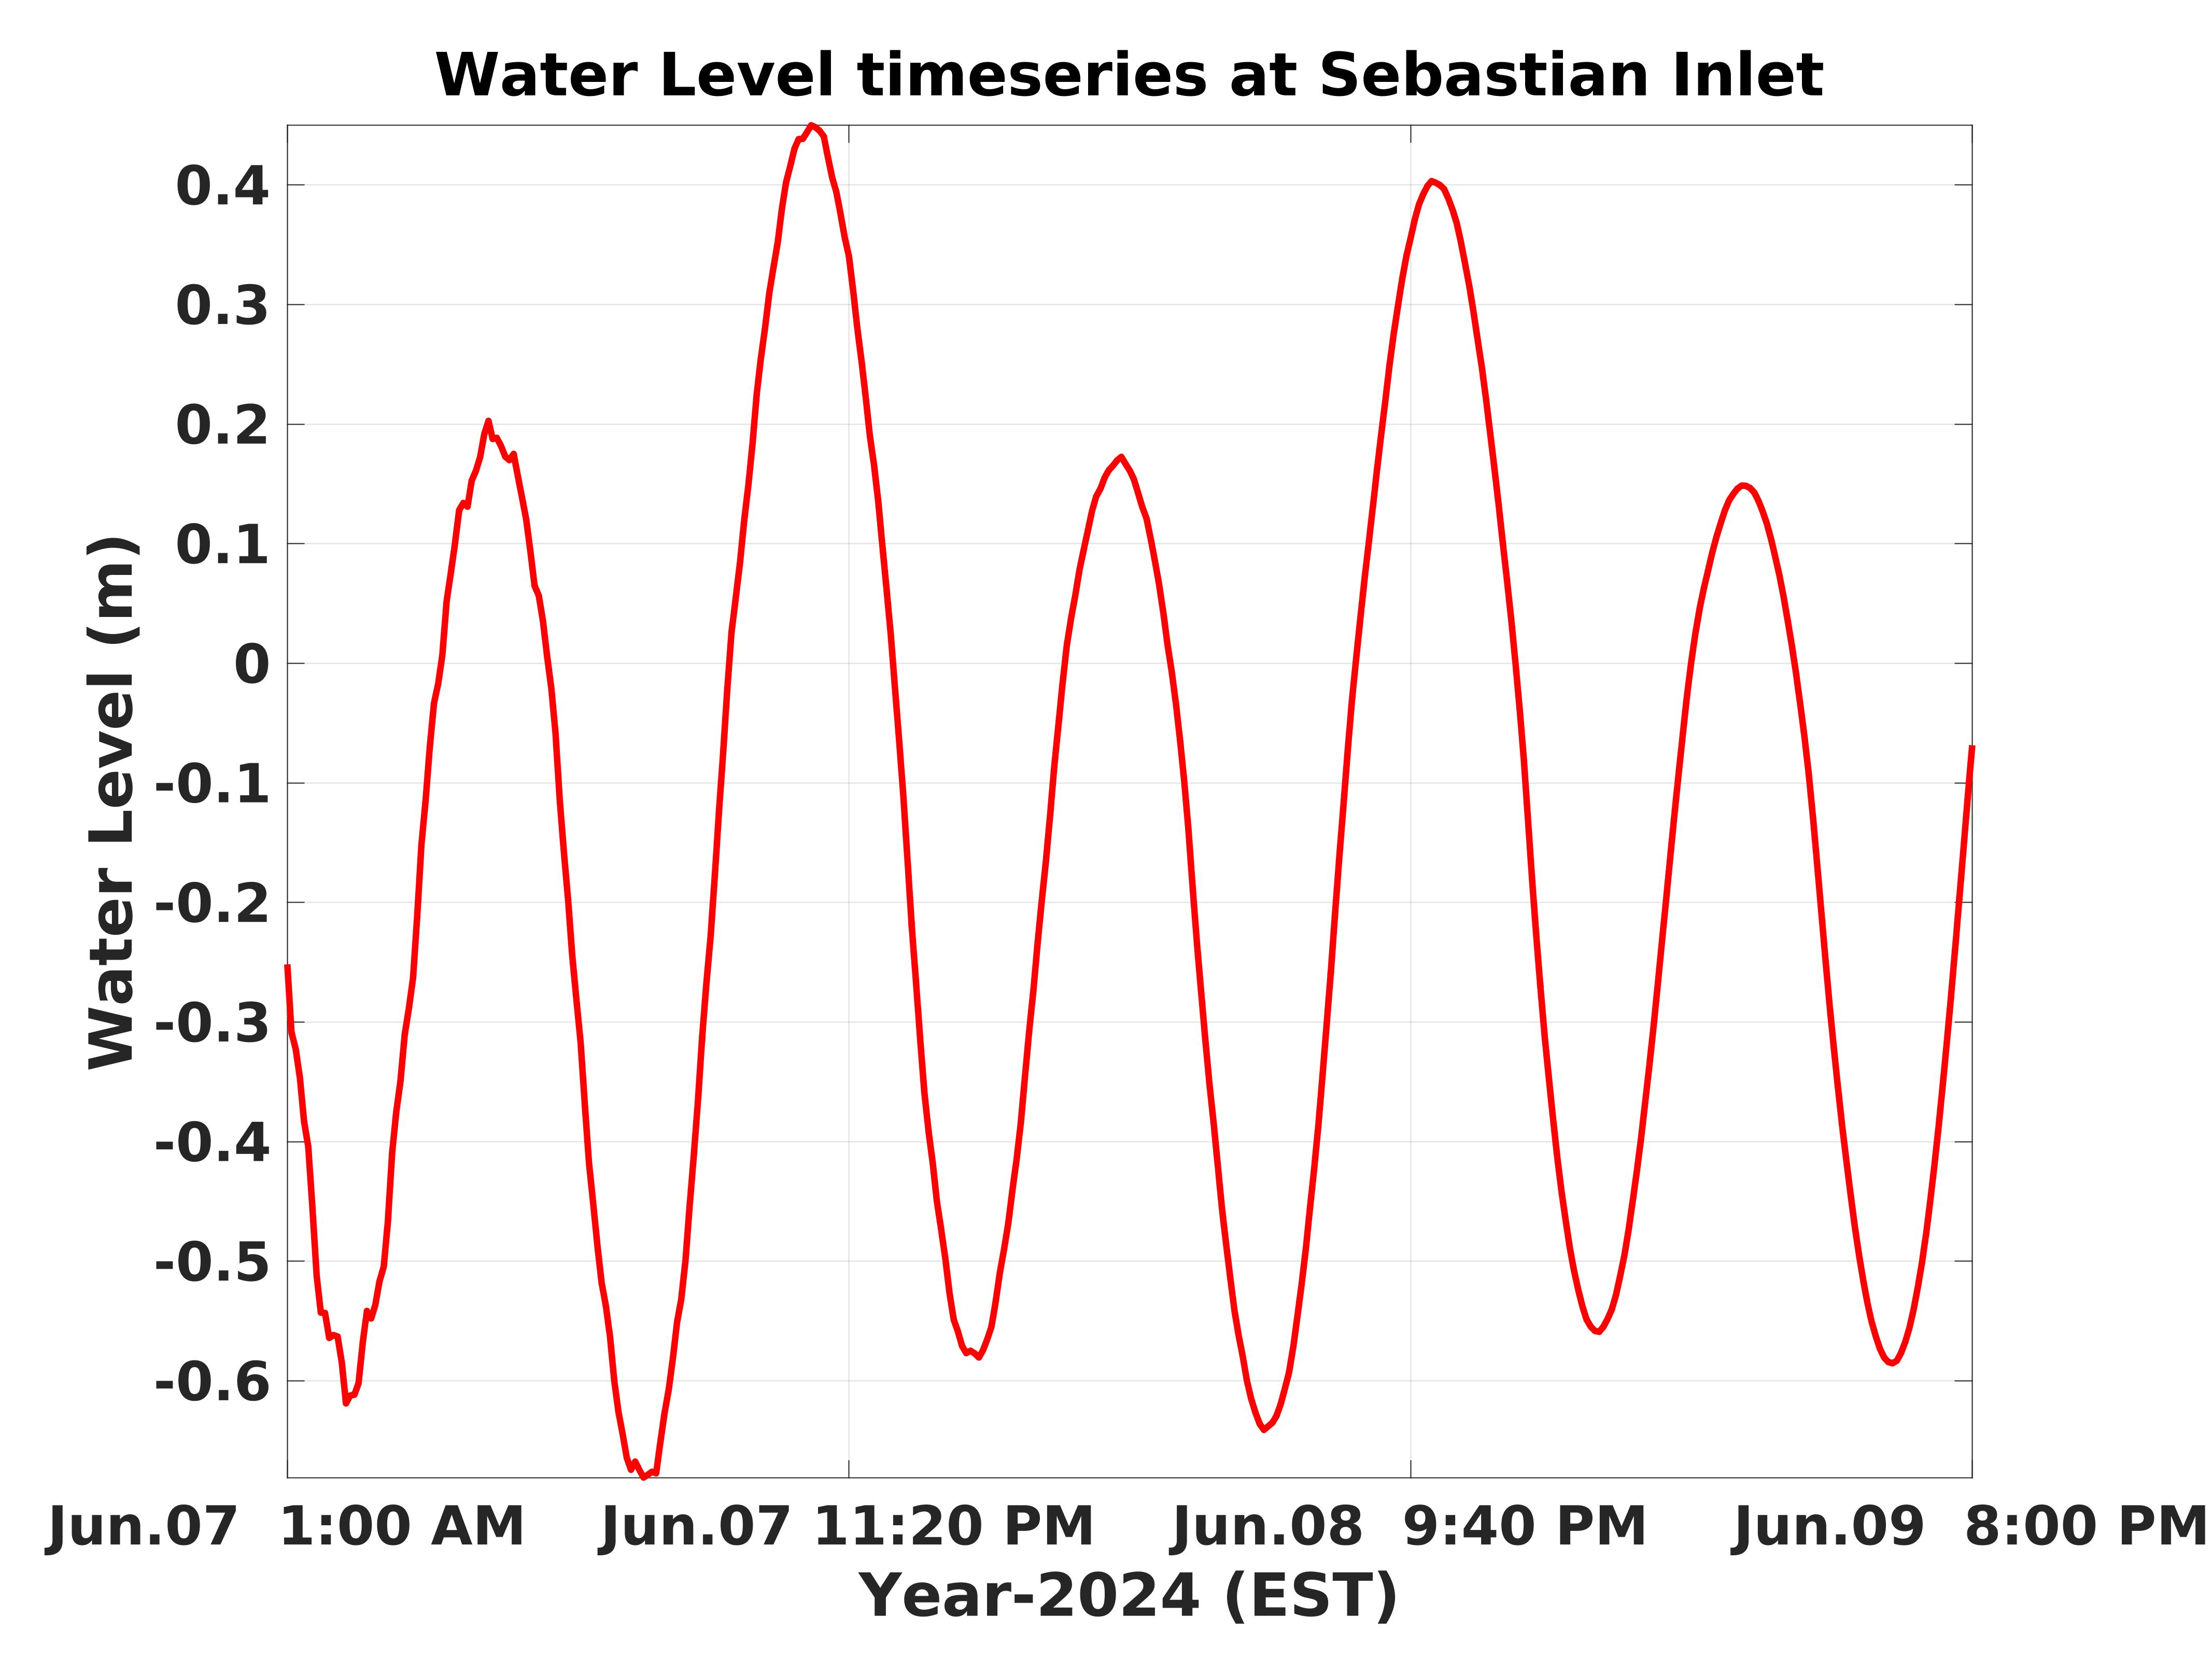 Water Level timeseries at Sebastian Inlet
0.4
0.3
0.2
0.1
0
-0.1
-0.2
-0.3
-0.4
-0.5
-0.6
Water Level (m)
Jun.07 1:00 AM Jun.07 11:20 PM Jun.08 9:40 PM Jun.09 8:00 PM
Year-2024 (EST)